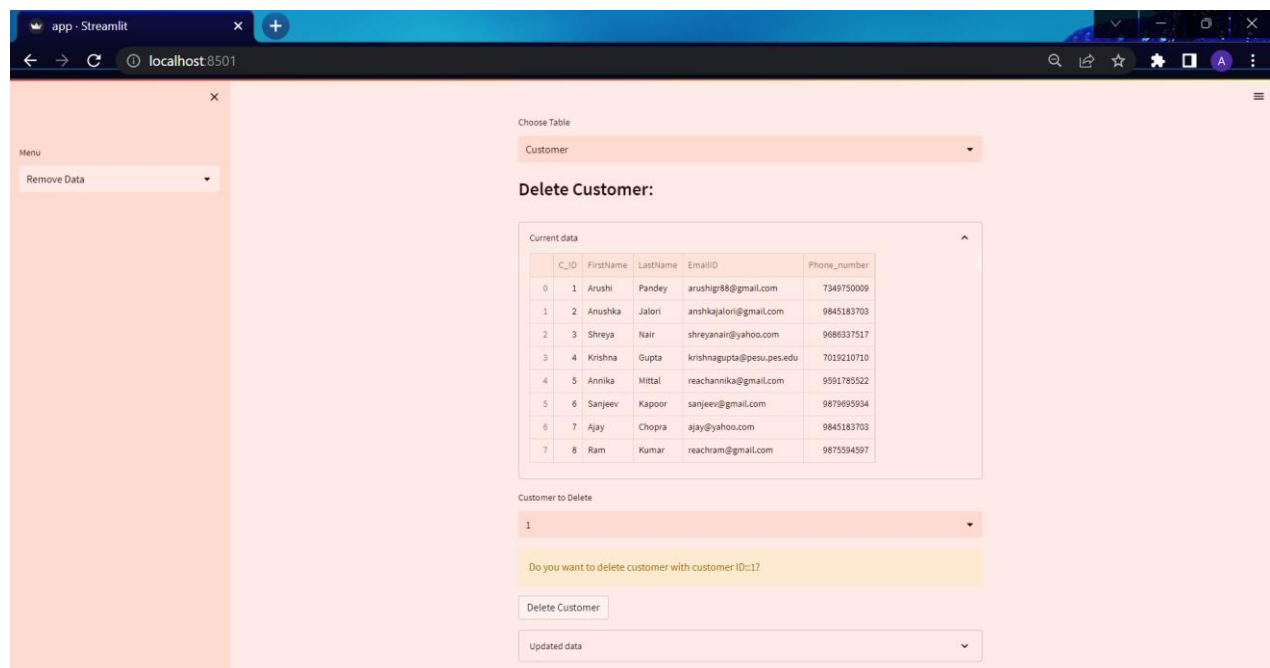 app · Streamlit
localhost:8501
A
Menu
Remove Data
Choose Table
Customer
Delete Customer:
Current data
C_ID FirstName LastName EmailID Phone_number
0 1 Arushi Pandey arushigr88@gmail.com 7349750009
1 2 Anushka Jalori anshkajalori@gmail.com 9845183703
2 3 Shreya Nair shreyanair@yahoo.com 9686337517
3 4 Krishna Gupta krishnagupta@pesu.pes.edu 7019210710
4 5 Annika Mittal reachannika@gmail.com 9591785522
5 6 Sanjeev Kapoor sanjeev@gmail.com 9879695934
6 7 Ajay Chopra ajay@yahoo.com 9845183703
7 8 Ram Kumar reachram@gmail.com 9875594597
Customer to Delete
1
Do you want to delete customer with customer ID::1?
Delete Customer
Updated data